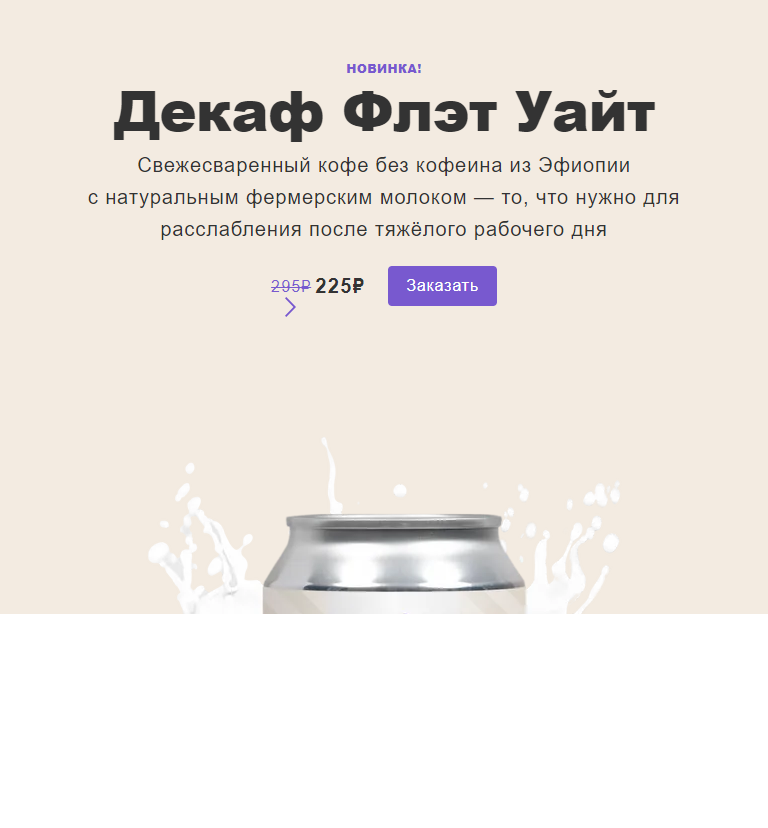 НОВИНКА!
Декаф Флэт Уайт
Свежесваренный кофе без кофеина из Эфиопии
с натуральным фермерским молоком — то, что нужно для
расслабления после тяжёлого рабочего дня
295₽ 225₽ Заказать